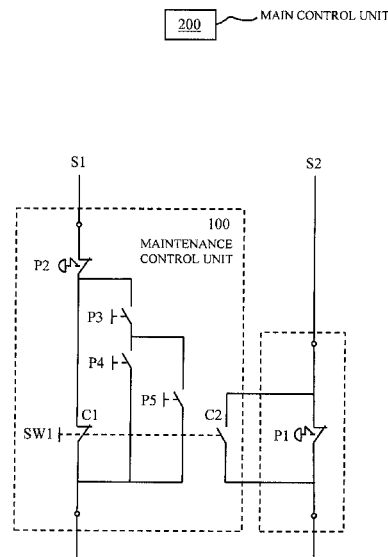 200
MAIN CONTROL UNIT
S1
S2
100
MAINTENANCE
CONTROL UNIT
P2
P3
P4
P5
C1
C2
SW1
P1